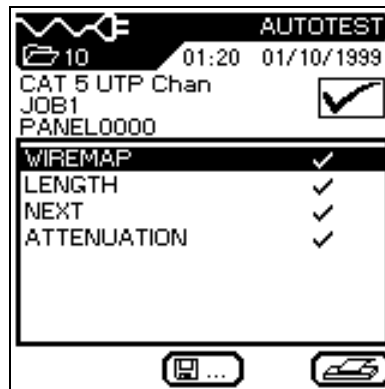 AUTOTEST
10 01:20 01/10/1999
CAT 5 UTP Chan
JOB1
PANEL0000
WIREMAP
LENGTH
NEXT
ATTENUATION
...